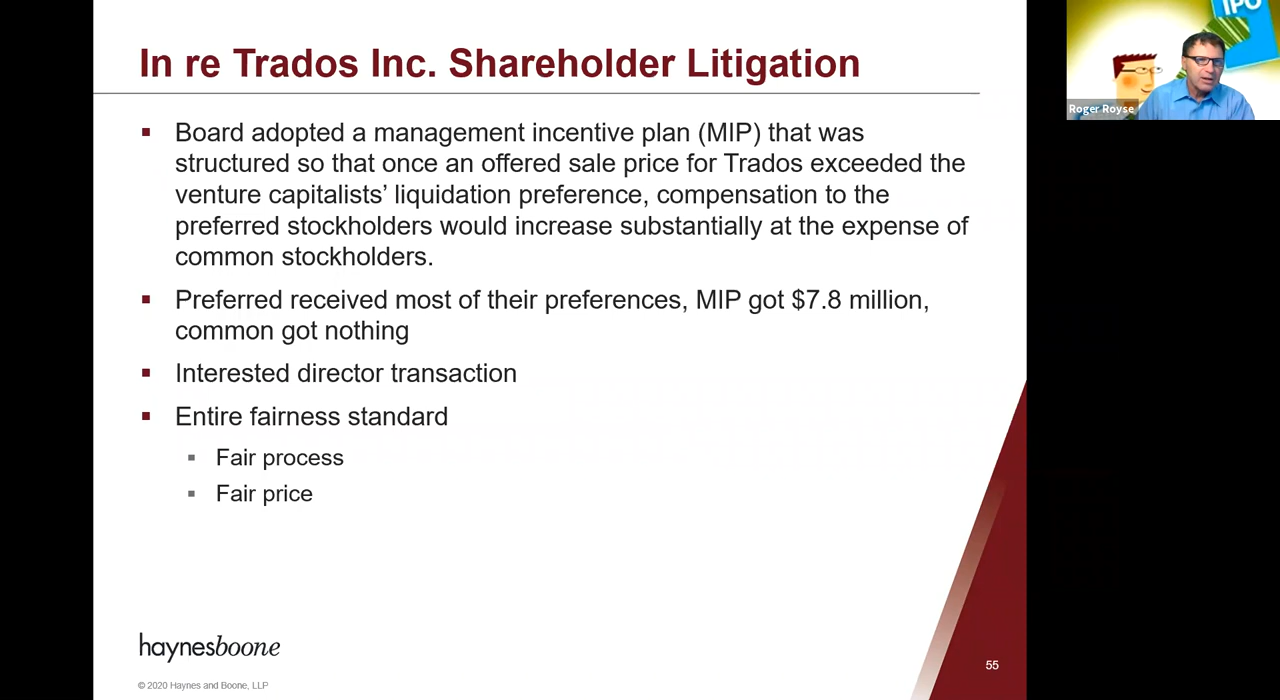 In re Trados Inc. Shareholder Litigation
▪ Board adopted a management incentive plan (MIP) that was
structured so that once an offered sale price for Trados exceeded the
venture capitalists’ liquidation preference, compensation to the
preferred stockholders would increase substantially at the expense of
common stockholders.
▪ Preferred received most of their preferences, MIP got $7.8 million,
common got nothing
▪ Interested director transaction
▪ Entire fairness standard
▪ Fair process
▪ Fair price
haynesboone
© 2020 Haynes and Boone, LLP
55
IPO
Roger Royse